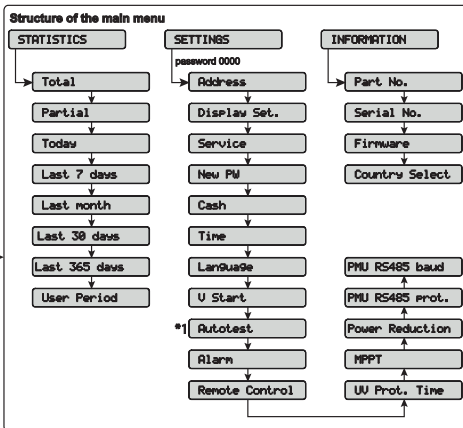 Structure of the main menu
STATISTICS
Total
Partial
Today
Last 7 days
Last month
Last 30 days
Last 365 days
User Period
SETTINGS
password 0000
Address
Display Set.
Service
New PW
Cash
Time
Language
V Start
*1 Autotest
Alarm
Remote Control
UV Prot. Time
MPPT
Power Reduction
PMU RS485 prot.
PMU RS485 baud
INFORMATION
Part No.
Serial No.
Firmware
Country Select